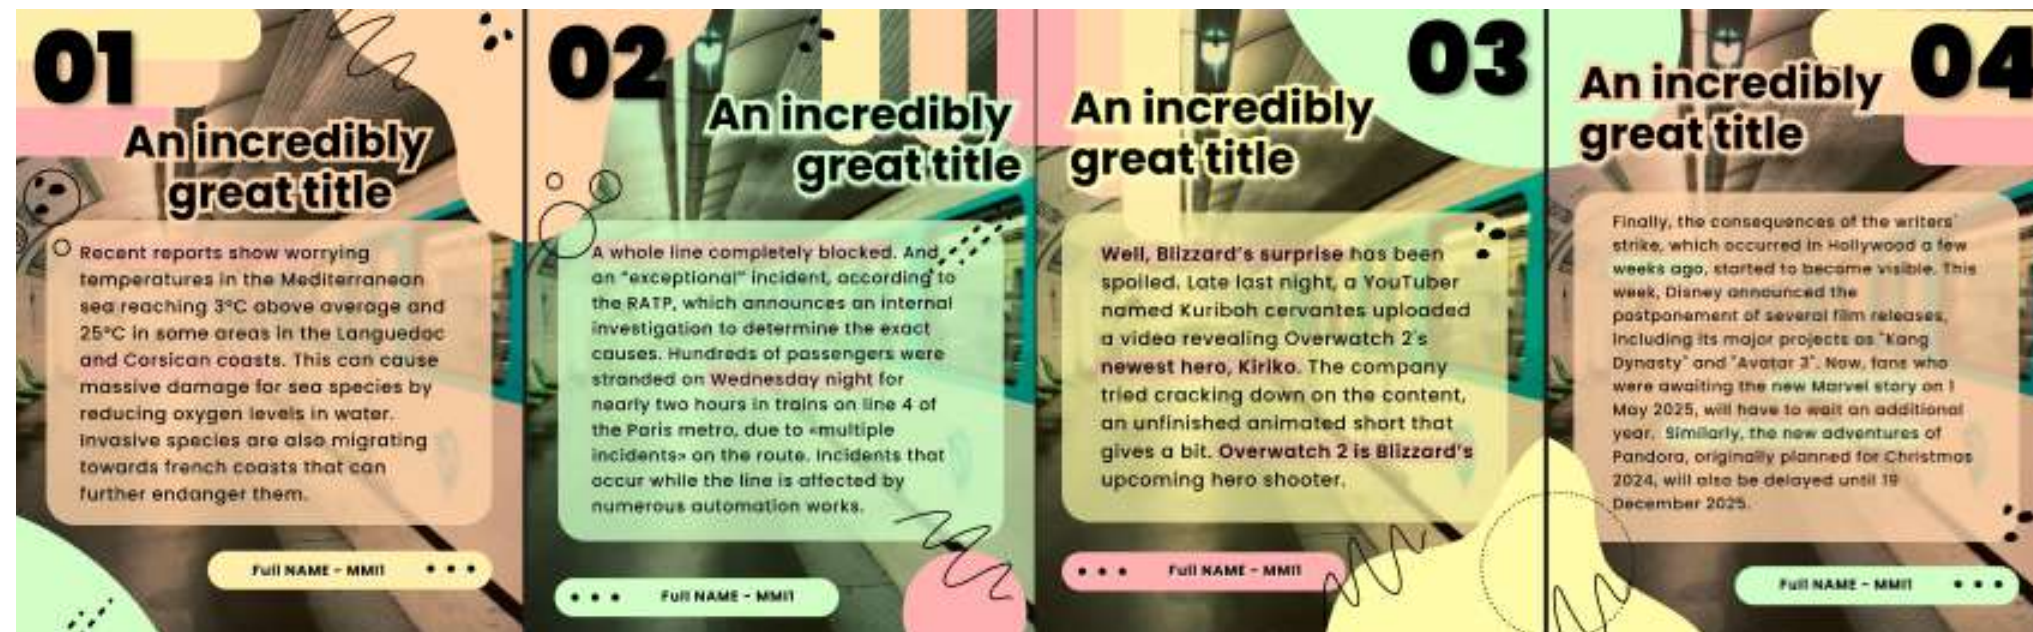 01
An incredibly
great title
Recent reports show worrying
temperatures in the Mediterranean
sea reaching 3°C above average and
25°C in some areas in the Languedoc
and Corsican coasts. This can cause
massive damage for sea species by
reducing oxygen levels in water.
Invasive species are also migrating
towards french coasts that can
further endanger them.
Full NAME - MMI1
02
An incredibly
great title
A whole line completely blocked. And
an "exceptional" incident, according to
the RATP, which announces an internal
investigation to determine the exact
causes. Hundreds of passengers were
stranded on Wednesday night for
nearly two hours in trains on line 4 of
the Paris metro, due to «multiple
incidents» on the route. Incidents that
occur while the line is affected by
numerous automation works.
Full NAME - MMI1
03
An incredibly
great title
Well, Blizzard's surprise has been
spoiled. Late last night, a YouTuber
named Kuriboh cervantes uploaded
a video revealing Overwatch 2's
newest hero, Kiriko. The company
tried cracking down on the content,
an unfinished animated short that
gives a bit. Overwatch 2 is Blizzard's
upcoming hero shooter.
Full NAME - MMI1
04
An incredibly
great title
Finally, the consequences of the writers'
strike, which occurred in Hollywood a few
weeks ago, started to become visible. This
week, Disney announced the
postponement of several film releases,
including its major projects as "Kang
Dynasty" and "Avatar 3". Now, fans who
were awaiting the new Marvel story on 1
May 2025, will have to wait an additional
year. Similarly, the new adventures of
Pandora, originally planned for Christmas
2024, will also be delayed until 19
December 2025.
Full NAME - MMI1